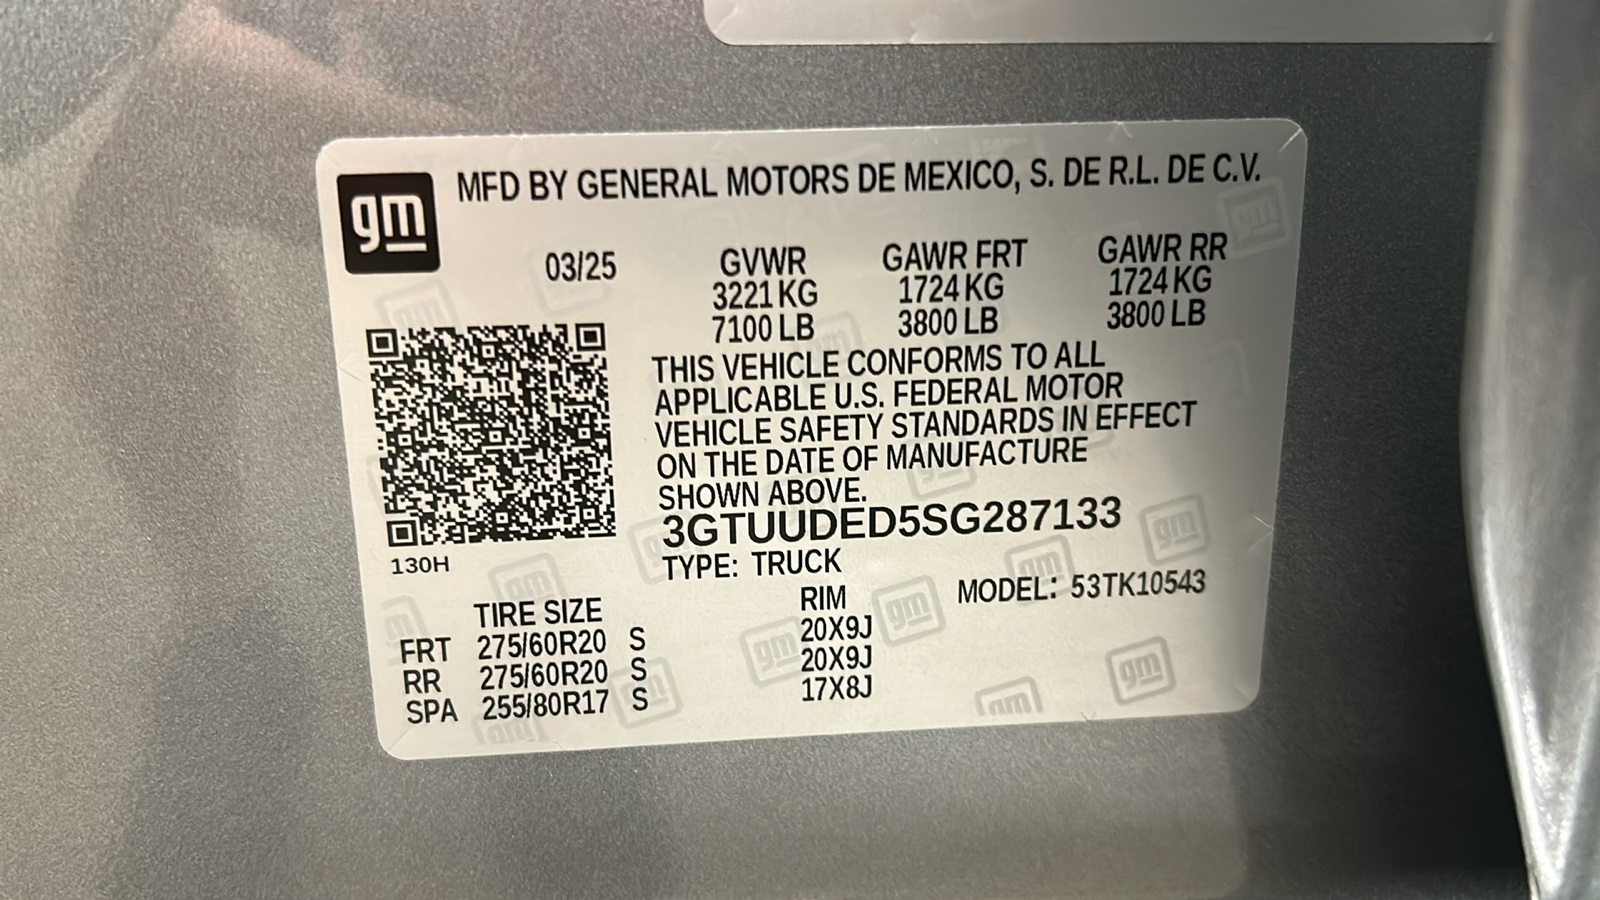 gm
MFD BY GENERAL MOTORS DE MEXICO, S. DE R.L. DE C.V.
03/25 GVWR GAWR FRT GAWR RR
3221 KG 1724 KG 1724 KG
7100 LB 3800 LB 3800 LB
THIS VEHICLE CONFORMS TO ALL
APPLICABLE U.S. FEDERAL MOTOR
VEHICLE SAFETY STANDARDS IN EFFECT
ON THE DATE OF MANUFACTURE
SHOWN ABOVE.
3GTUUDED5SG287133
130H
TYPE: TRUCK
MODEL: 53TK10543
TIRE SIZE RIM
FRT 275/60R20 S 20X9J
RR 275/60R20 S 20X9J
SPA 255/80R17 S 17X8J